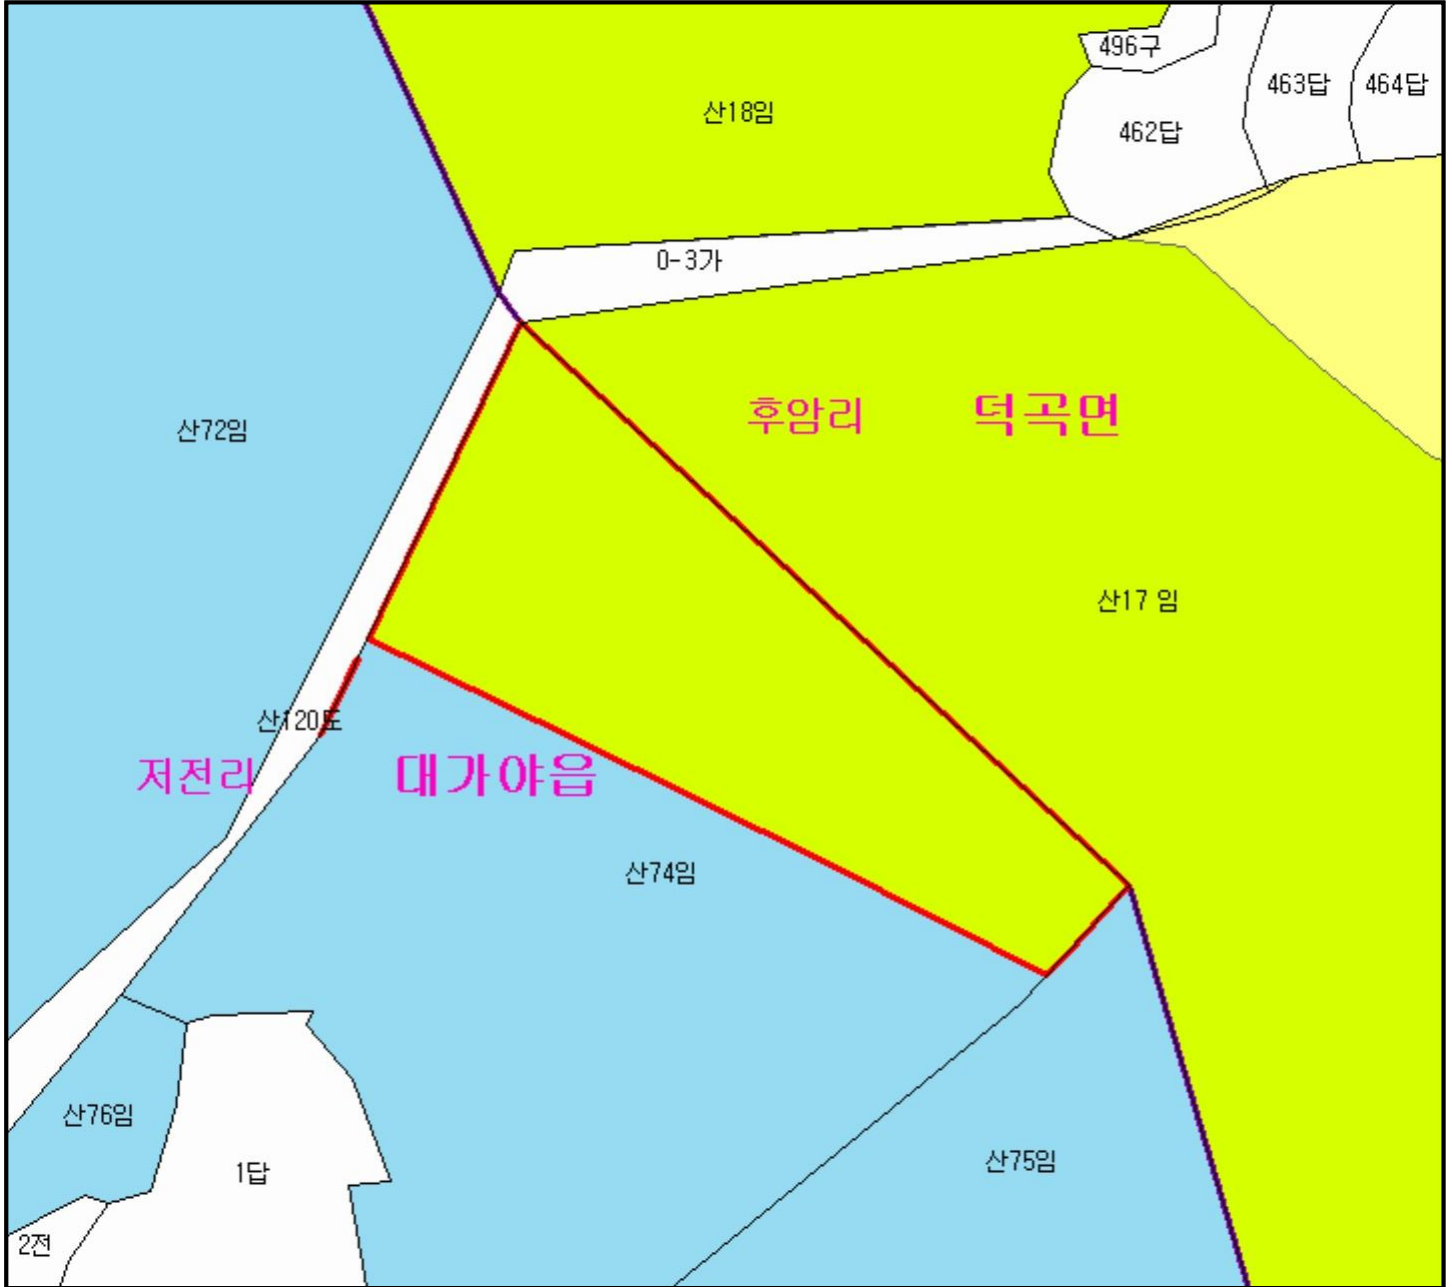 496구
463답
464답
산18임
462답
0-3가
후암리
덕곡면
산72임
산17 임
산120도
저전리
대가야읍
산74임
산76임
1답
산75임
2전